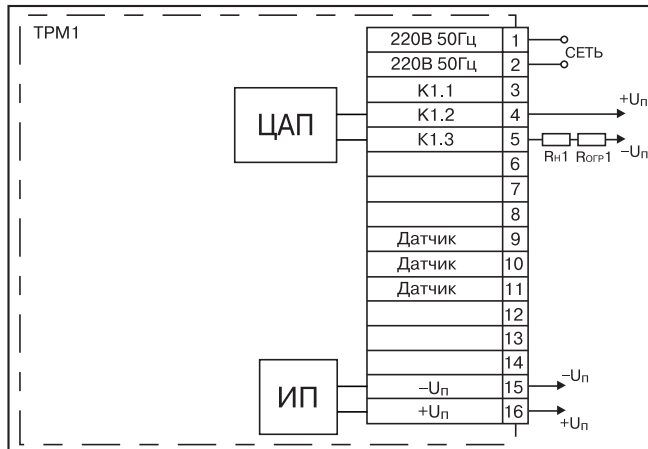 ТРМ1
220В 50Гц 1
СЕТЬ
220В 50Гц 2
К1.1 3
ЦАП
К1.2 4 +Uп
К1.3 5 –Uп
Rн1 Rогр1
6
7
8
Датчик 9
Датчик 10
Датчик 11
12
13
14
ИП
–Uп 15 –Uп
+Uп 16 +Uп